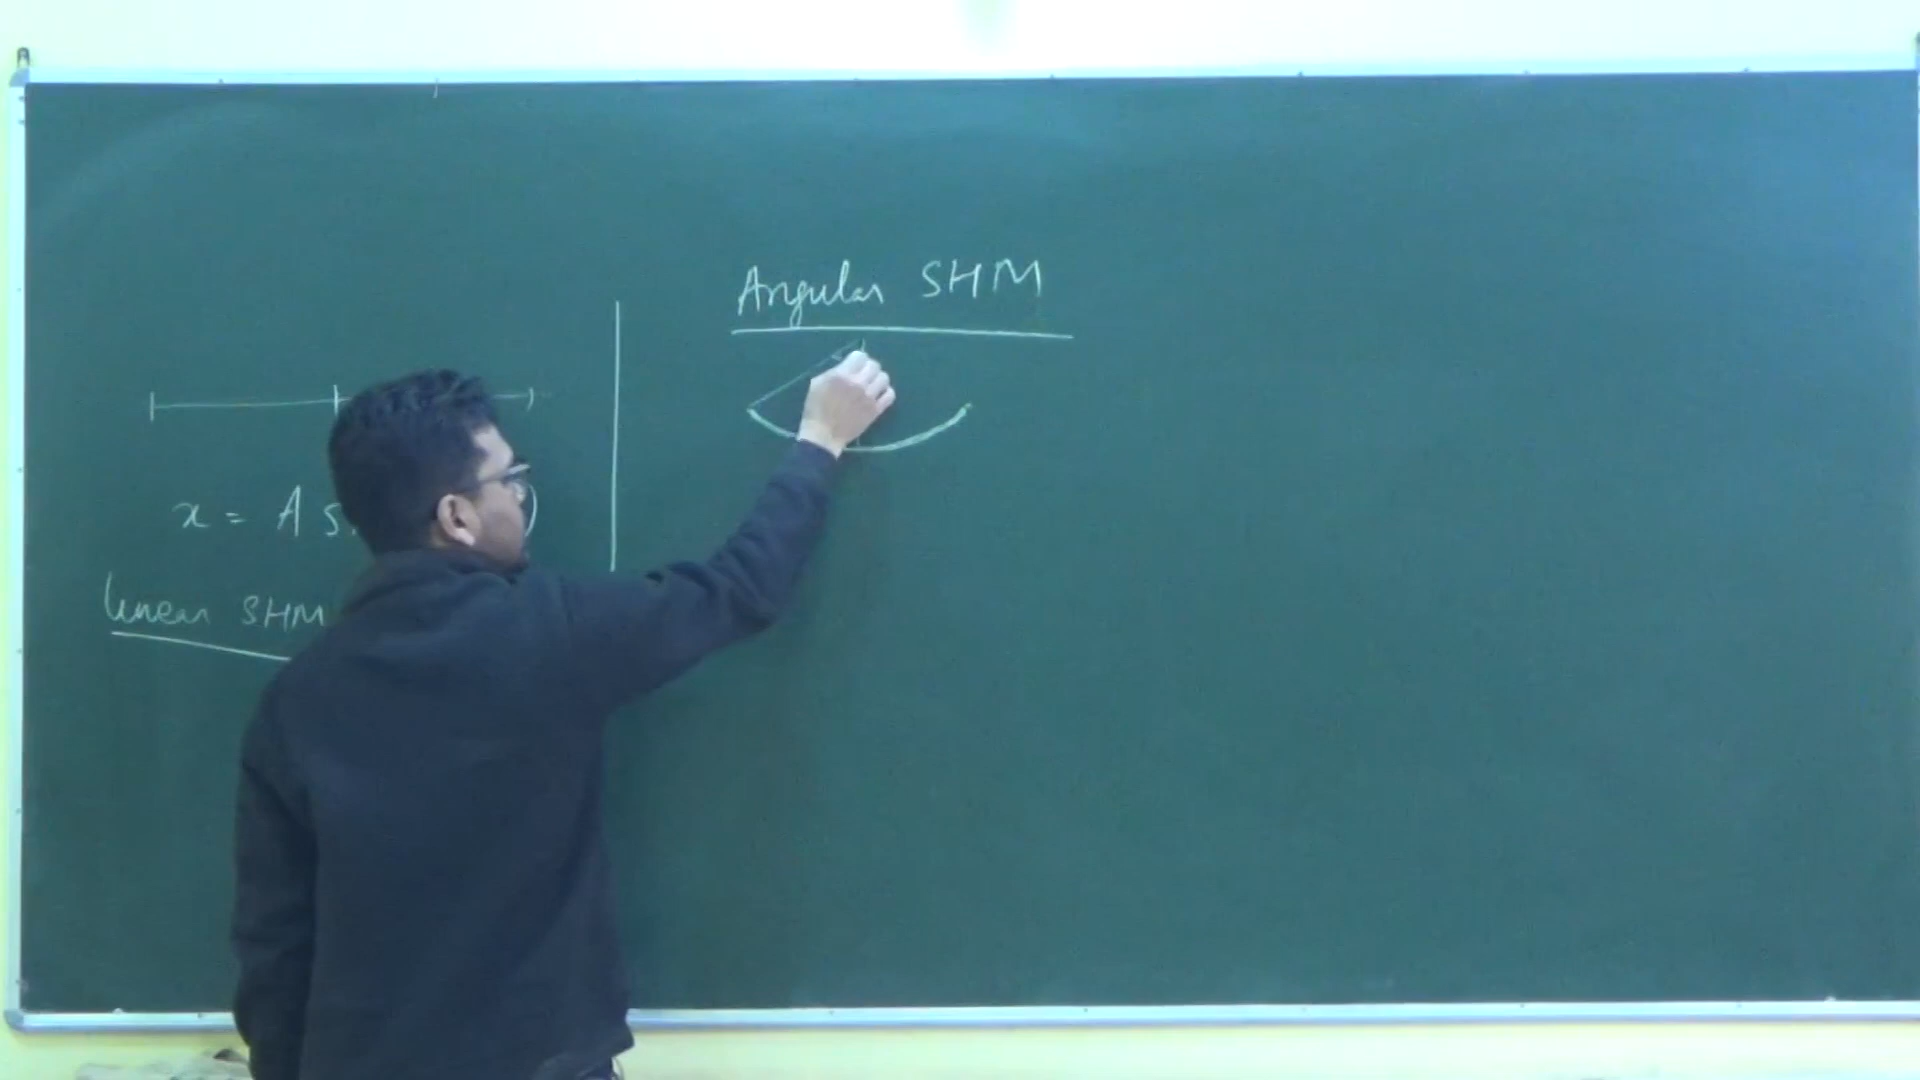 x = A s
linear SHM
Angular SHM